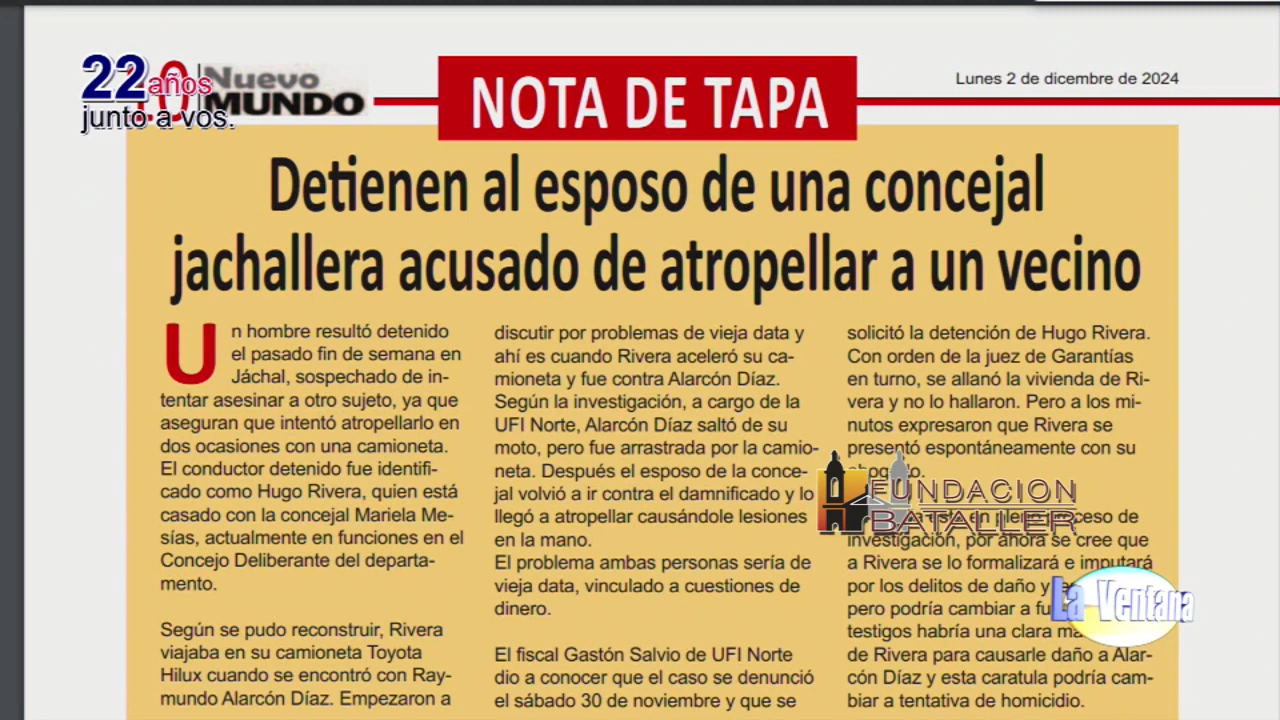 22 años
junto a vos.
10
Nuevo
MUNDO
NOTA DE TAPA
Lunes 2 de dicembre de 2024
Detienen al esposo de una concejal
jachallera acusado de atropellar a un vecino
Un hombre resultó detenido
el pasado fin de semana en
Jáchal, sospechado de in-
tentar asesinar a otro sujeto, ya que
aseguran que intentó atropellarlo en
dos ocasiones con una camioneta.
El conductor detenido fue identifi-
cado como Hugo Rivera, quien está
casado con la concejal Mariela Me-
sías, actualmente en funciones en el
Concejo Deliberante del departa-
mento.
Según se pudo reconstruir, Rivera
viajaba en su camioneta Toyota
Hilux cuando se encontró con Ray-
mundo Alarcón Díaz. Empezaron a
discutir por problemas de vieja data y
ahí es cuando Rivera aceleró su ca-
mioneta y fue contra Alarcón Díaz.
Según la investigación, a cargo de la
UFI Norte, Alarcón Díaz saltó de su
moto, pero fue arrastrada por la camio-
neta. Después el esposo de la conce-
jal volvió a ir contra el damnificado y lo
llegó a atropellar causándole lesiones
en la mano.
El problema ambas personas sería de
vieja data, vinculado a cuestiones de
dinero.
El fiscal Gastón Salvio de UFI Norte
dio a conocer que el caso se denunció
el sábado 30 de noviembre y que se
solicitó la detención de Hugo Rivera.
Con orden de la juez de Garantías
en turno, se allanó la vivienda de Ri-
vera y no lo hallaron. Pero a los mi-
nutos expresaron que Rivera se
presentó espontáneamente con su
abogado.
FUNDACION
BATALLER
investigación, por ahora se cree que
a Rivera se lo formalizará e imputará
por los delitos de daño y
pero podría cambiar a
testigos habría una clara
de Rivera para causarle daño a Alar-
cón Díaz y esta caratula podría cam-
biar a tentativa de homicidio.
La Ventana